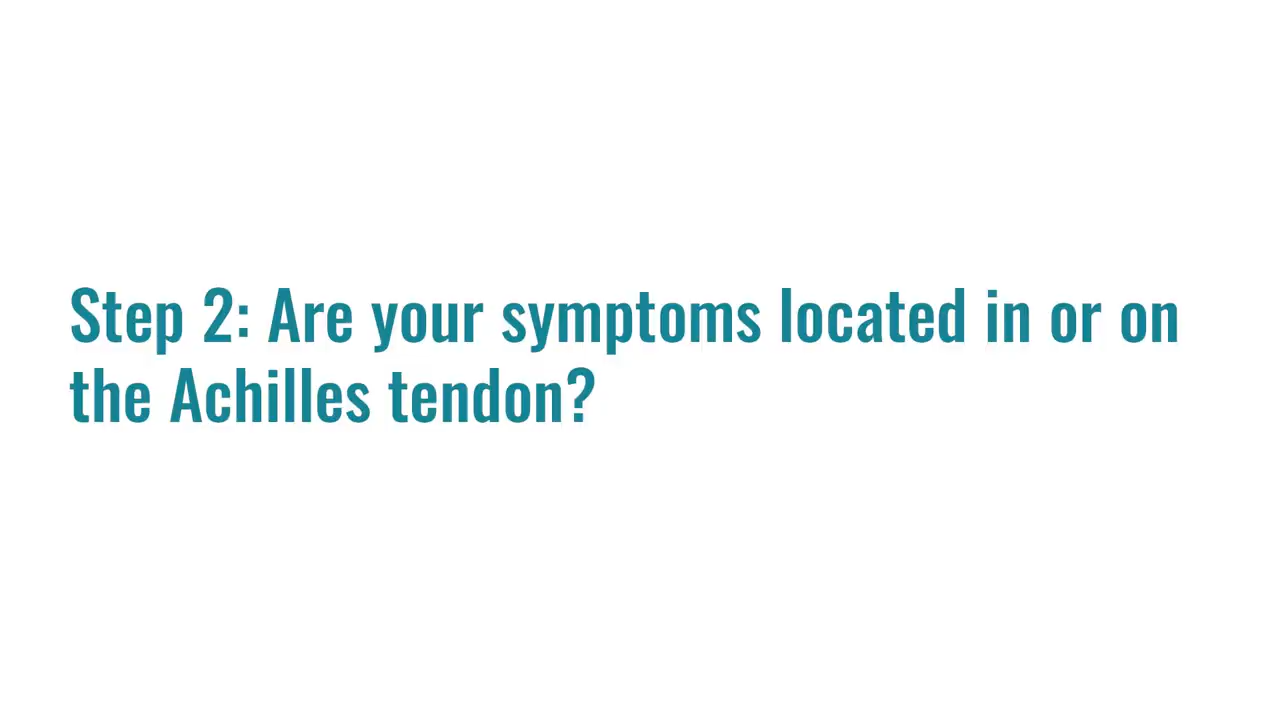 Step 2: Are your symptoms located in or on
the Achilles tendon?